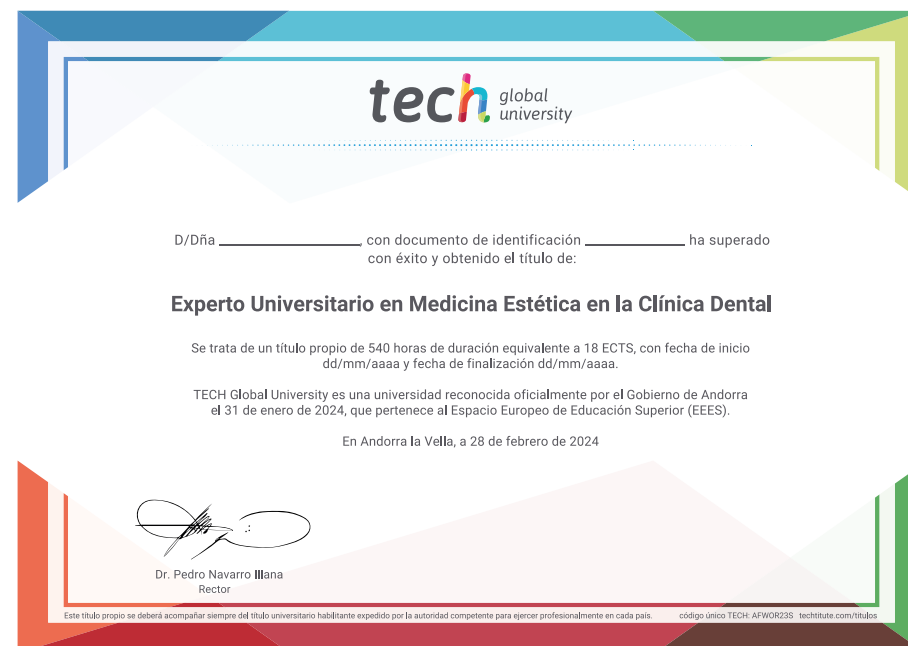 tech global university
D/Dña ____________________, con documento de identificación ______________ ha superado
con éxito y obtenido el título de:
Experto Universitario en Medicina Estética en la Clínica Dental
Se trata de un título propio de 540 horas de duración equivalente a 18 ECTS, con fecha de inicio
dd/mm/aaaa y fecha de finalización dd/mm/aaaa.
TECH Global University es una universidad reconocida oficialmente por el Gobierno de Andorra
el 31 de enero de 2024, que pertenece al Espacio Europeo de Educación Superior (EEES).
En Andorra la Vella, a 28 de febrero de 2024
Dr. Pedro Navarro Illana
Rector
Este título propio se deberá acompañar siempre del título universitario habilitante expedido por la autoridad competente para ejercer profesionalmente en cada país. código único TECH: AFWOR23S techtitute.com/titulos